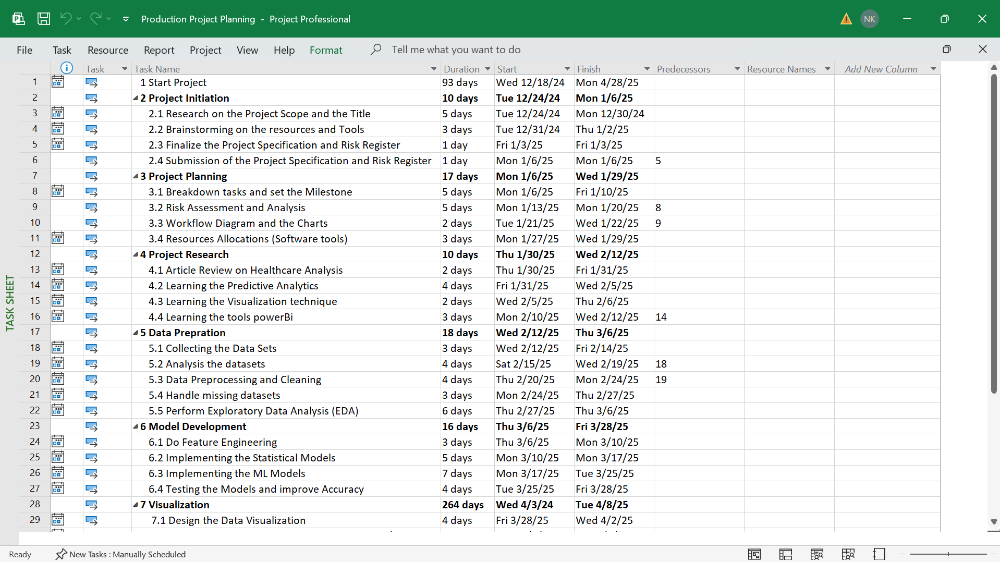 Production Project Planning - Project Professional
NK
File Task Resource Report Project View Help Format Tell me what you want to do
Task Task Name Duration Start Finish Predecessors Resource Names Add New Column
1 1 Start Project 93 days Wed 12/18/24 Mon 4/28/25
2 2 Project Initiation 10 days Tue 12/24/24 Mon 1/6/25
3 2.1 Research on the Project Scope and the Title 5 days Tue 12/24/24 Mon 12/30/24
4 2.2 Brainstorming on the resources and Tools 3 days Tue 12/31/24 Thu 1/2/25
5 2.3 Finalize the Project Specification and Risk Register 1 day Fri 1/3/25 Fri 1/3/25
6 2.4 Submission of the Project Specification and Risk Register 1 day Mon 1/6/25 Mon 1/6/25 5
7 3 Project Planning 17 days Mon 1/6/25 Wed 1/29/25
8 3.1 Breakdown tasks and set the Milestone 5 days Mon 1/6/25 Fri 1/10/25
9 3.2 Risk Assessment and Analysis 5 days Mon 1/13/25 Mon 1/20/25 8
10 3.3 Workflow Diagram and the Charts 2 days Tue 1/21/25 Wed 1/22/25 9
11 3.4 Resources Allocations (Software tools) 3 days Mon 1/27/25 Wed 1/29/25
12 4 Project Research 10 days Thu 1/30/25 Wed 2/12/25
13 4.1 Article Review on Healthcare Analysis 2 days Thu 1/30/25 Fri 1/31/25
14 4.2 Learning the Predictive Analytics 4 days Fri 1/31/25 Wed 2/5/25
15 4.3 Learning the Visualization technique 2 days Wed 2/5/25 Thu 2/6/25
16 4.4 Learning the tools powerBi 3 days Mon 2/10/25 Wed 2/12/25 14
17 5 Data Prepration 18 days Wed 2/12/25 Thu 3/6/25
18 5.1 Collecting the Data Sets 3 days Wed 2/12/25 Fri 2/14/25
19 5.2 Analysis the datasets 4 days Sat 2/15/25 Wed 2/19/25 18
20 5.3 Data Preprocessing and Cleaning 4 days Thu 2/20/25 Mon 2/24/25 19
21 5.4 Handle missing datasets 3 days Mon 2/24/25 Thu 2/27/25
22 5.5 Perform Exploratory Data Analysis (EDA) 6 days Thu 2/27/25 Thu 3/6/25
23 6 Model Development 16 days Thu 3/6/25 Fri 3/28/25
24 6.1 Do Feature Engineering 3 days Thu 3/6/25 Mon 3/10/25
25 6.2 Implementing the Statistical Models 5 days Mon 3/10/25 Mon 3/17/25
26 6.3 Implementing the ML Models 7 days Mon 3/17/25 Tue 3/25/25
27 6.4 Testing the Models and improve Accuracy 4 days Tue 3/25/25 Fri 3/28/25
28 7 Visualization 264 days Wed 4/3/24 Tue 4/8/25
29 7.1 Design the Data Visualization 4 days Fri 3/28/25 Wed 4/2/25
TASK SHEET
Ready New Tasks : Manually Scheduled